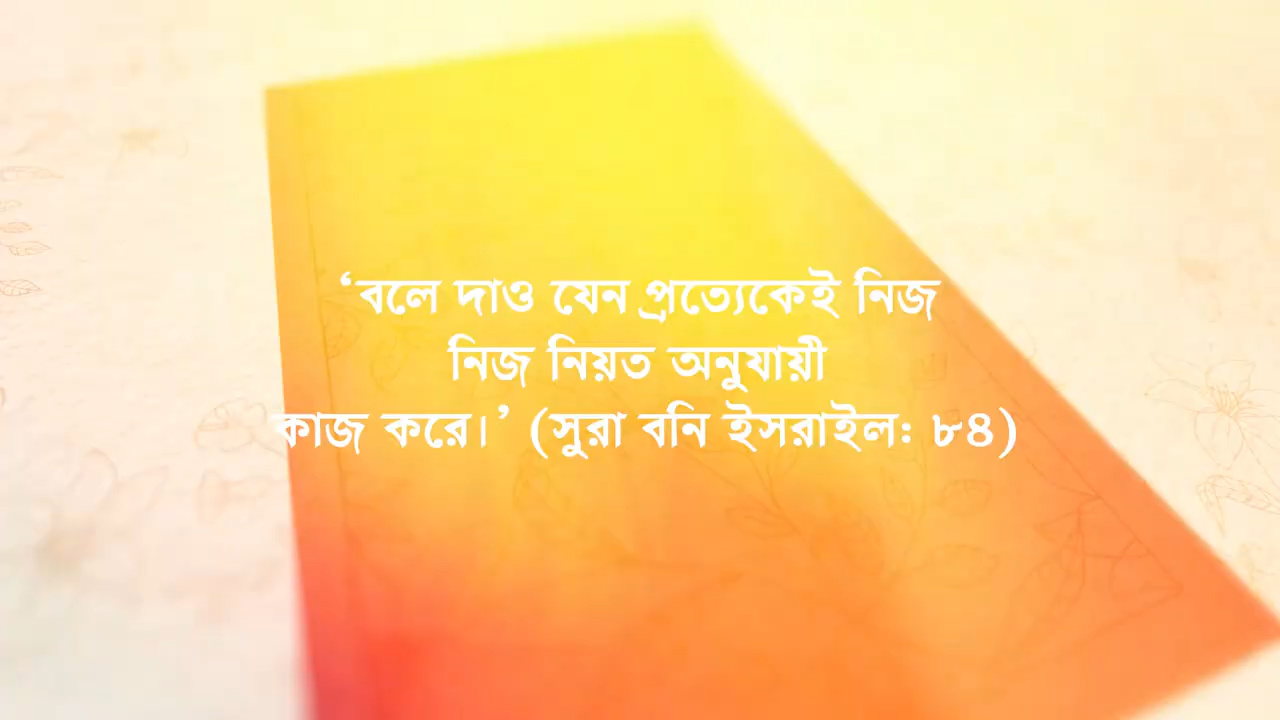 ‘বলে দাও যেন প্রত্যেকেই নিজ
নিজ নিয়ত অনুযায়ী
কাজ করে।’ (সুরা বনি ইসরাইল: ৮৪)